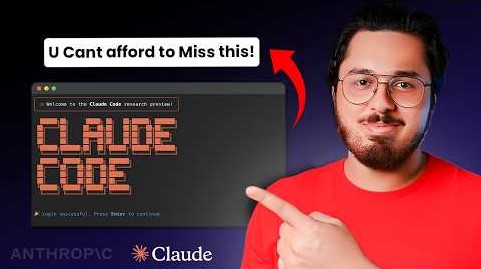 U Cant afford to Miss this!
Welcome to the Claude Code research preview!
CLAUDE
CODE
Login successful. Press Enter to continue
ANTHROP\C
Claude